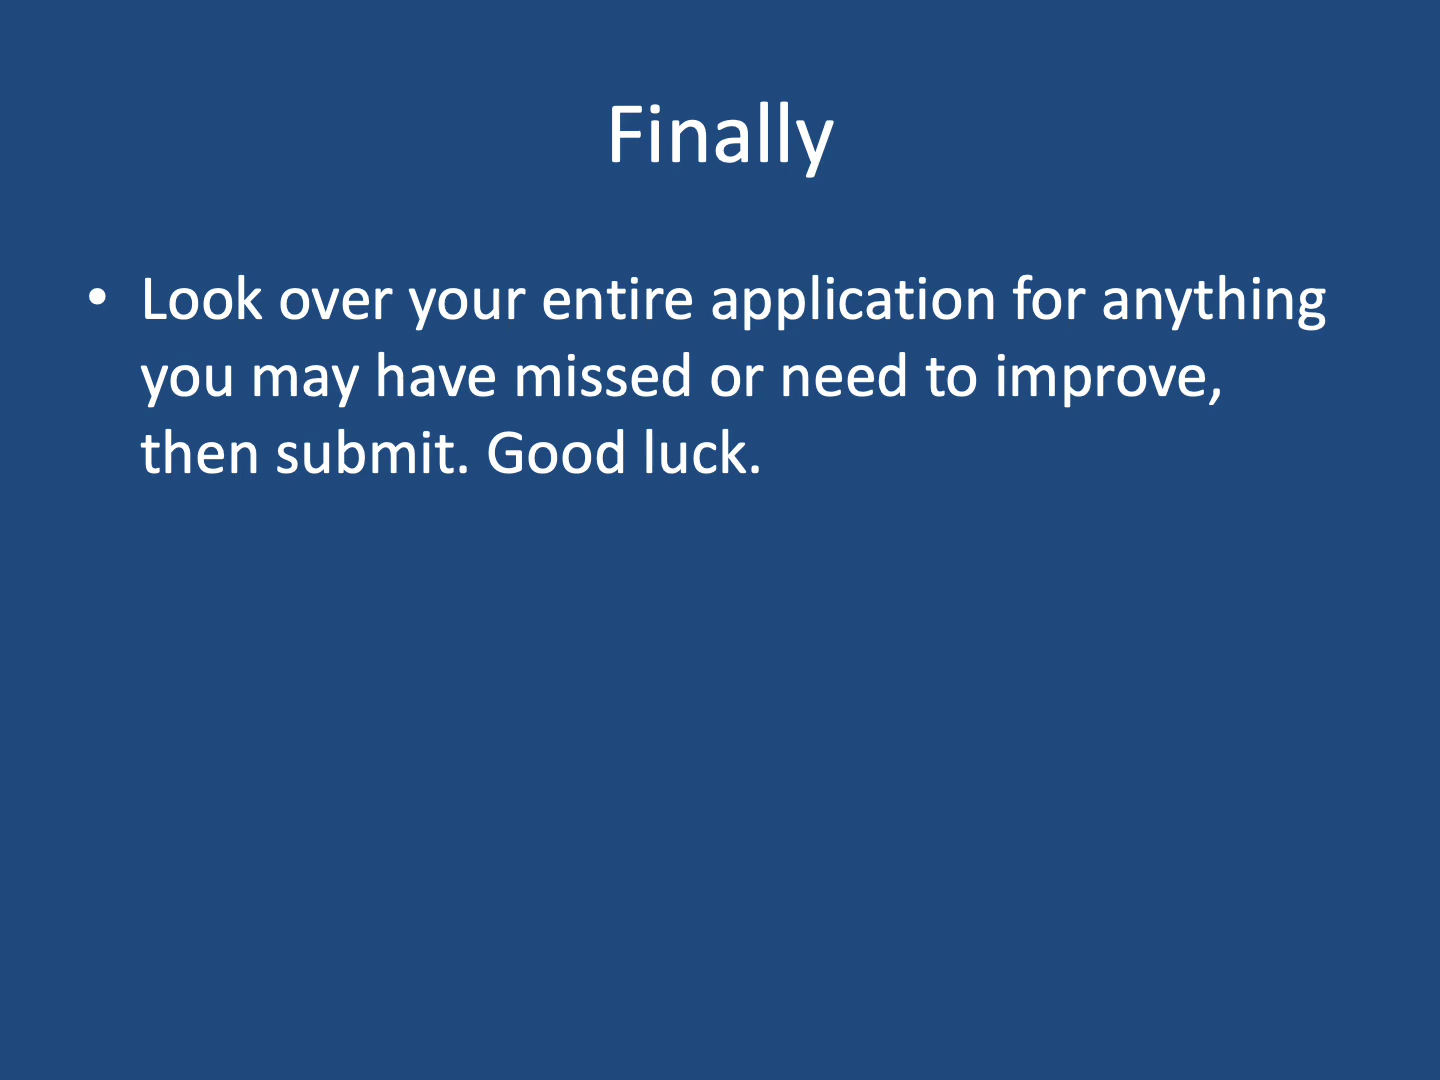 Finally
• Look over your entire application for anything
you may have missed or need to improve,
then submit. Good luck.